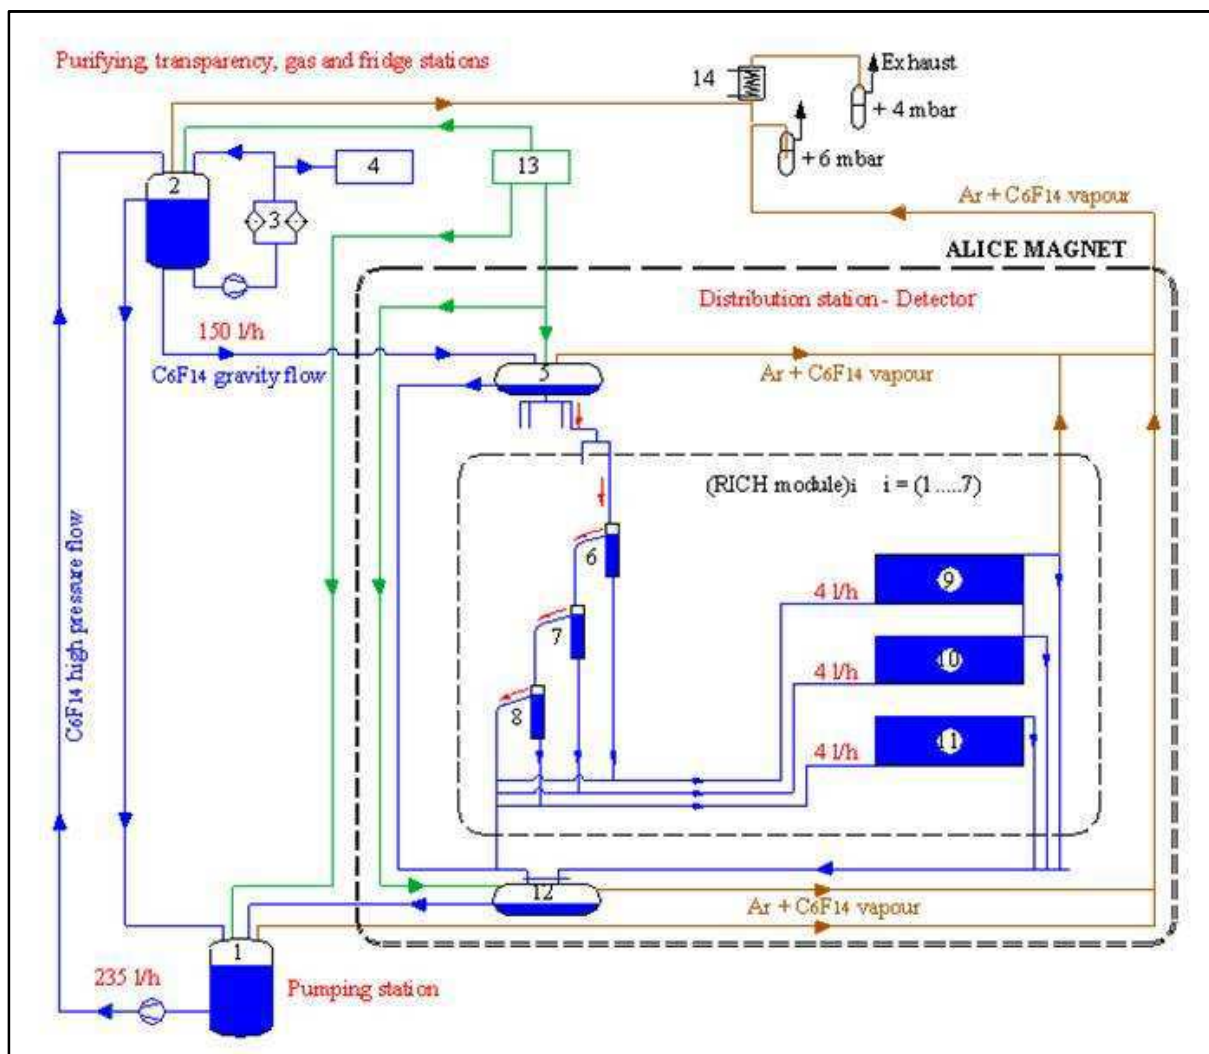 Purifying, transparency, gas and fridge stations
14
Exhaust
+ 4 mbar
+ 6 mbar
2
3
4
13
Ar + C6F14 vapour
ALICE MAGNET
Distribution station - Detector
150 l/h
C6F14 gravity flow
5
Ar + C6F14 vapour
(RICH module)i i = (1.....7)
C6F14 high pressure flow
6
7
8
4 l/h
9
4 l/h
10
4 l/h
11
12
Ar + C6F14 vapour
1
235 l/h
Pumping station